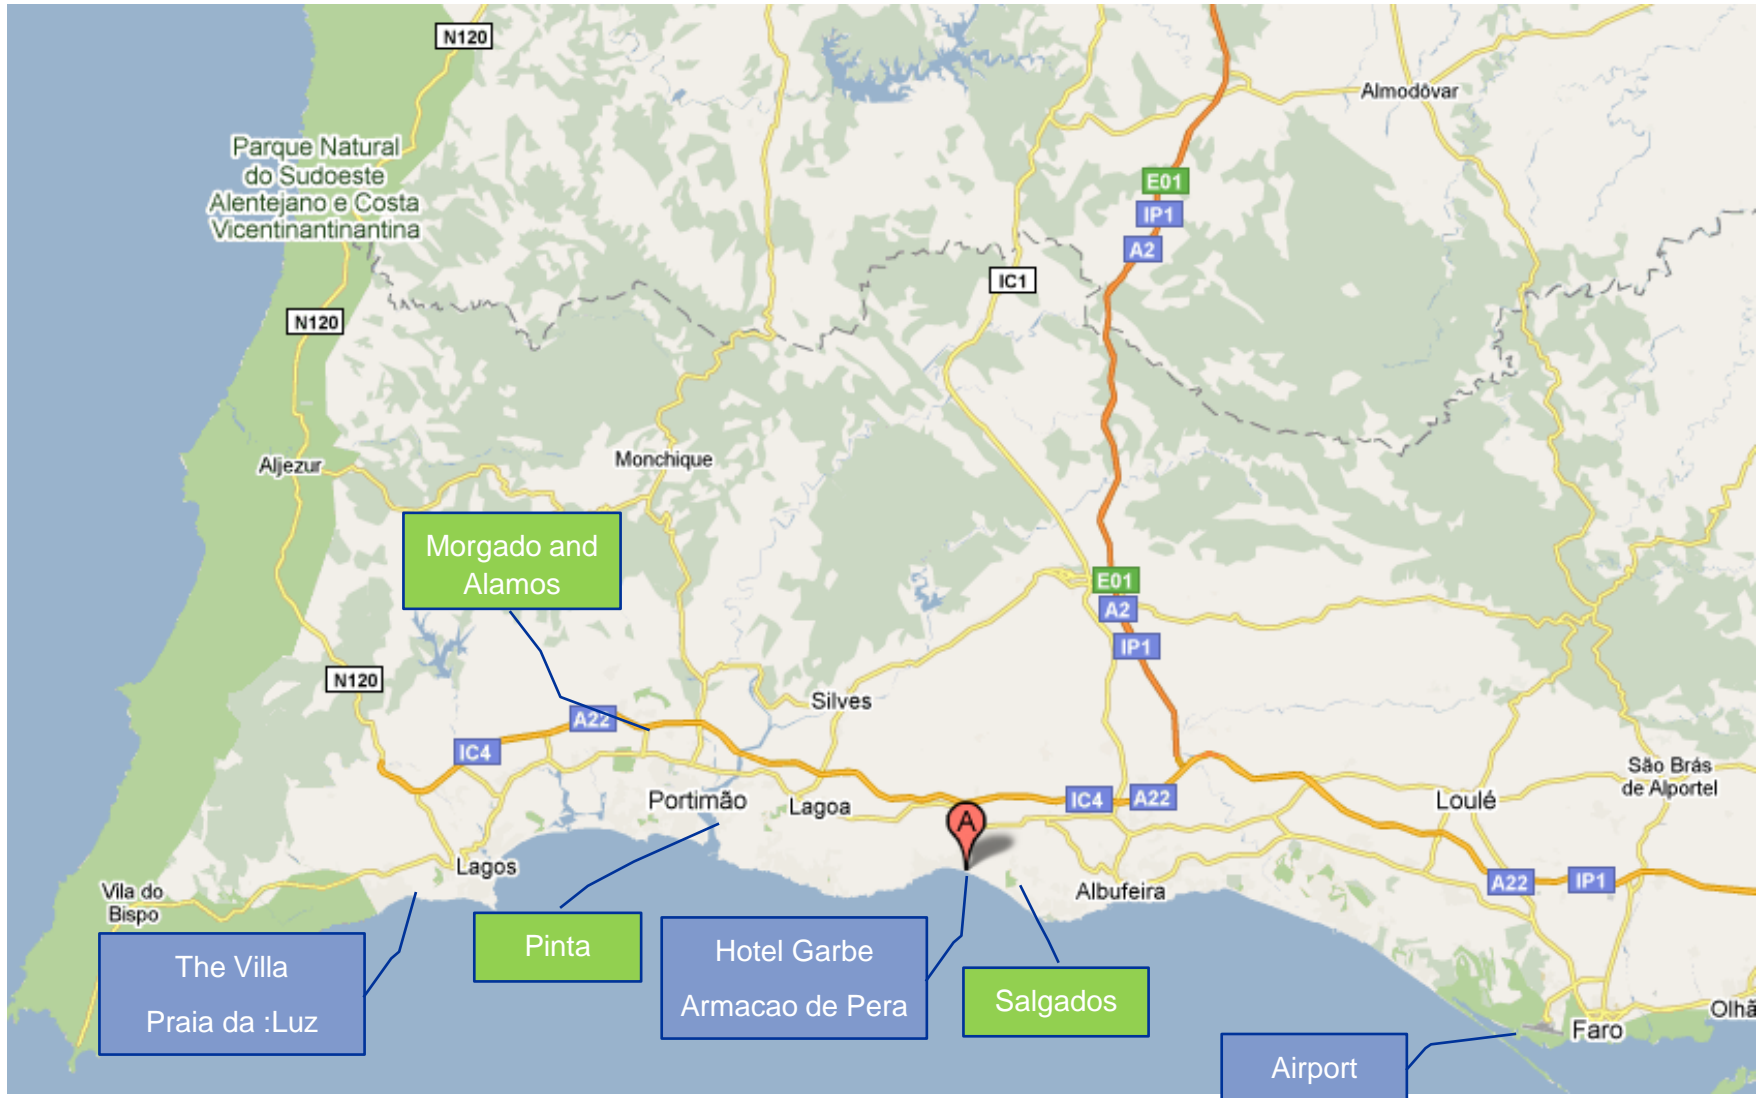 N120
Almodôvar
Parque Natural
do Sudoeste
Alentejano e Costa
Vicentinantinantina
E01
IP1
A2
IC1
N120
Aljezur
Monchique
Morgado and
Alamos
E01
A2
IP1
N120
Silves
A22
IC4
São Brás
de Alportel
Portimão
Lagoa
IC4
A22
Loulé
A
Lagos
Vila do
Bispo
Albufeira
A22
IP1
The Villa
Praia da :Luz
Pinta
Hotel Garbe
Armacao de Pera
Salgados
Olhã
Faro
Airport